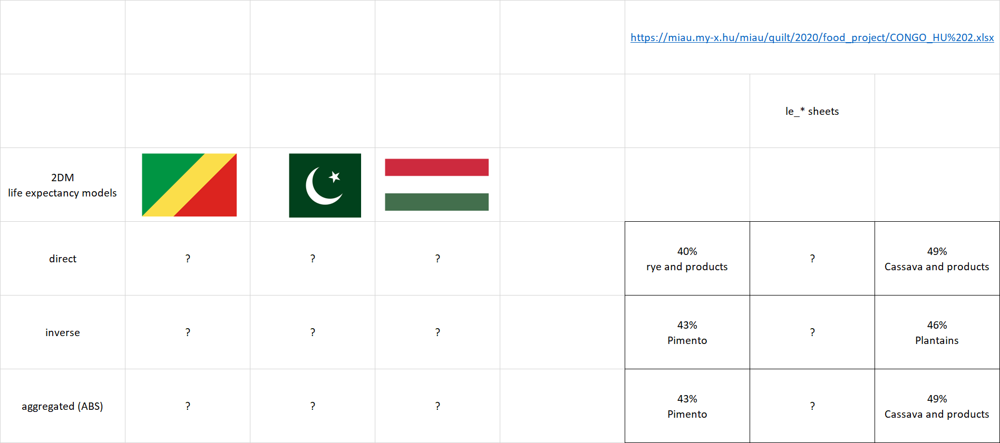 https://miau.my-x.hu/miau/quilt/2020/food_project/CONGO_HU%202.xlsx
le_* sheets
2DM
life expectancy models
direct
?
?
?
40%
rye and products
?
49%
Cassava and products
inverse
?
?
?
43%
Pimento
?
46%
Plantains
aggregated (ABS)
?
?
?
43%
Pimento
?
49%
Cassava and products